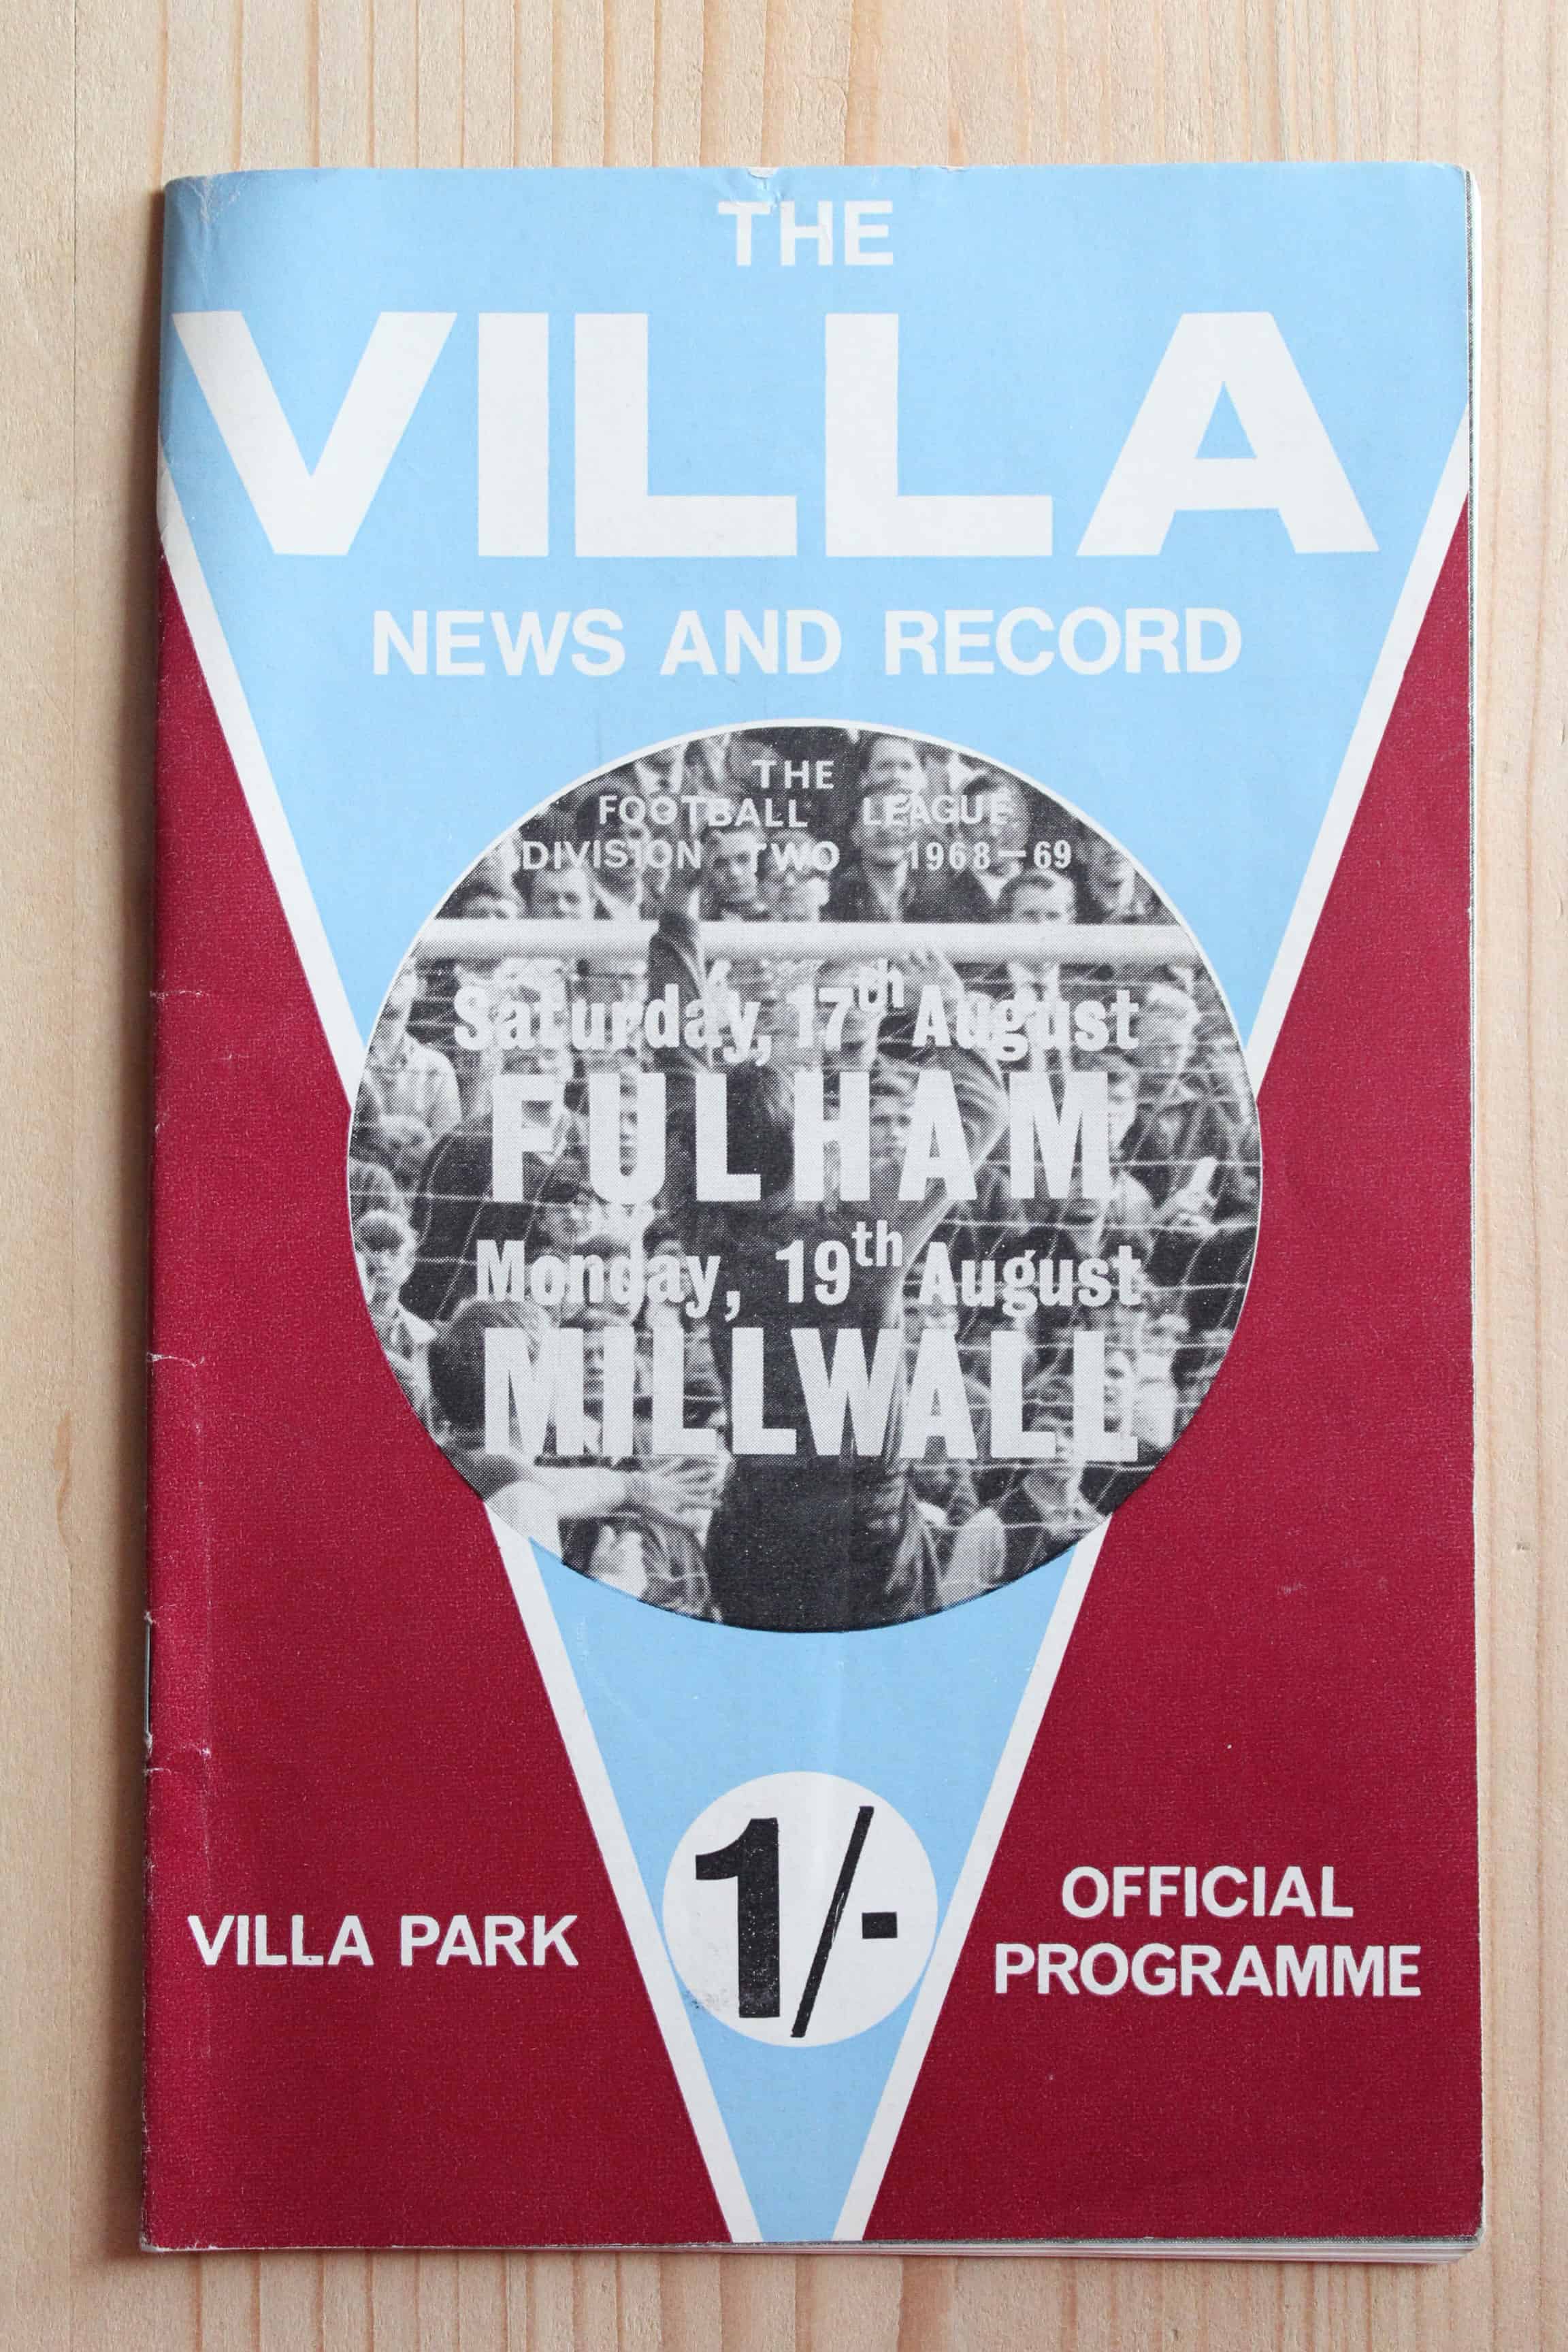 THE
VILLA
NEWS AND RECORD
THE
FOOTBALL LEAGUE
DIVISION TWO 1968-69
Saturday, 17th August
FULHAM
Monday, 19th August
MILLWALL
1/-
VILLA PARK
OFFICIAL
PROGRAMME